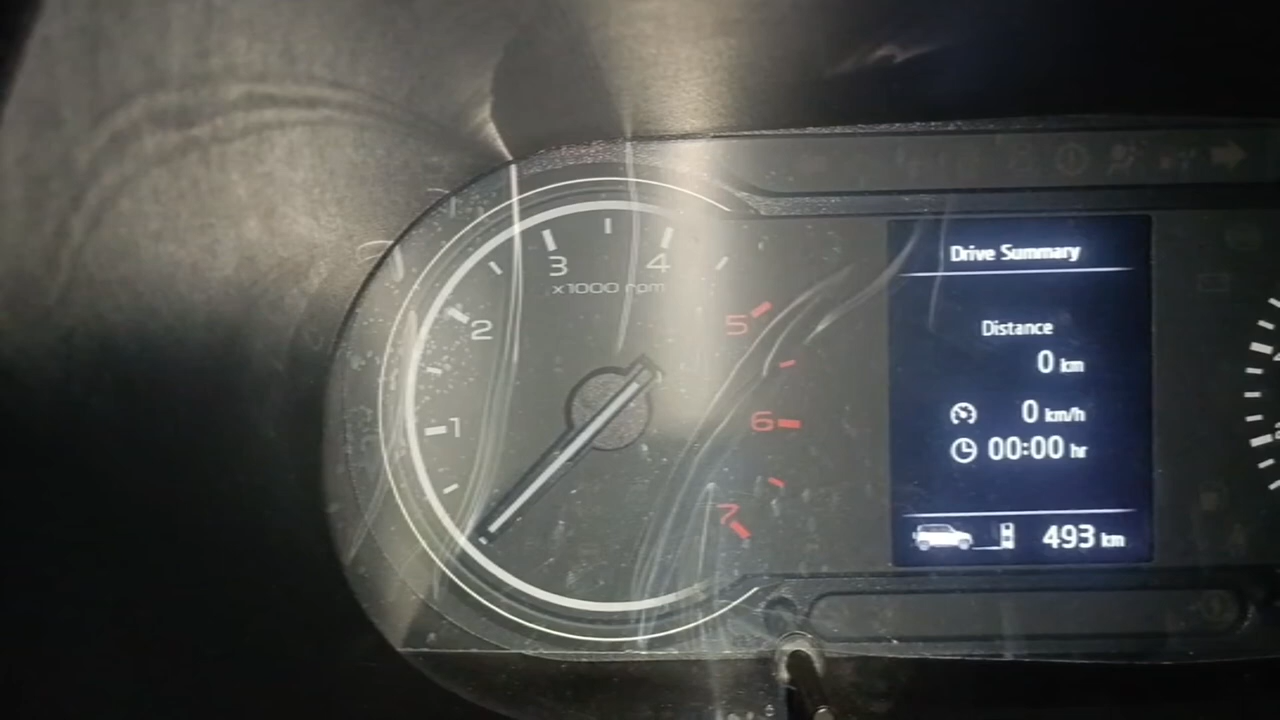 3 4
x1000 rpm
2 5
1 6
7
Drive Summary
Distance
0 km
0 km/h
00:00 hr
493 km